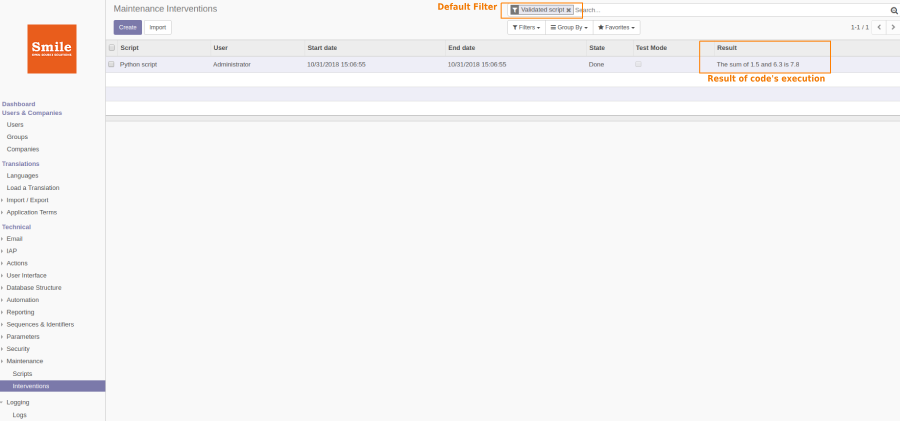 Maintenance Interventions
Default Filter
Validated script
Search...
Create
Import
Filters
Group By
Favorites
1-1 / 1
Script User Start date End date State Test Mode Result
Python script Administrator 10/31/2018 15:06:55 10/31/2018 15:06:55 Done The sum of 1.5 and 6.3 is 7.8
Result of code's execution
Smile
OPEN SOURCE SOLUTIONS
Dashboard
Users & Companies
Users
Groups
Companies
Translations
Languages
Load a Translation
Import / Export
Application Terms
Technical
Email
IAP
Actions
User Interface
Database Structure
Automation
Reporting
Sequences & Identifiers
Parameters
Security
Maintenance
Scripts
Interventions
Logging
Logs